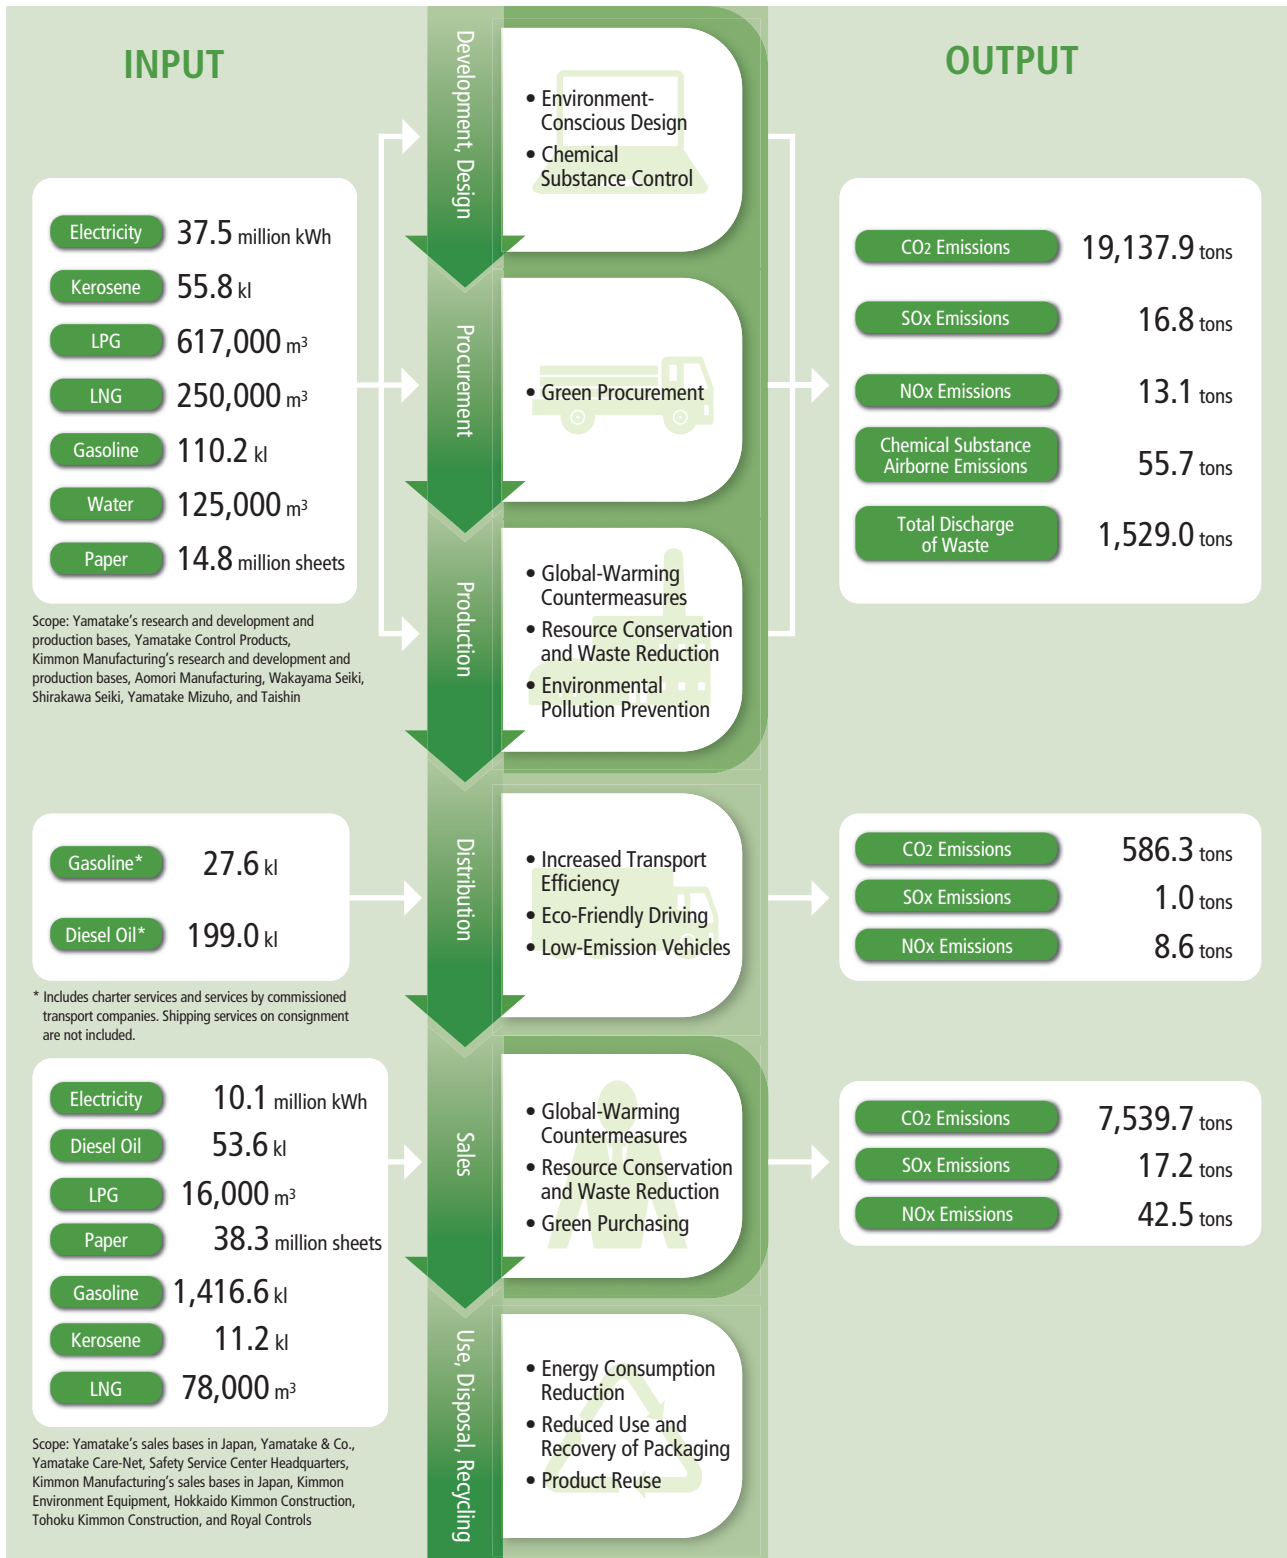 INPUT
Electricity 37.5 million kWh
Kerosene 55.8 kl
LPG 617,000 m3
LNG 250,000 m3
Gasoline 110.2 kl
Water 125,000 m3
Paper 14.8 million sheets
Scope: Yamatake's research and development and
production bases, Yamatake Control Products,
Kimmon Manufacturing's research and development and
production bases, Aomori Manufacturing, Wakayama Seiki,
Shirakawa Seiki, Yamatake Mizuho, and Taishin
Gasoline* 27.6 kl
Diesel Oil* 199.0 kl
* Includes charter services and services by commissioned
transport companies. Shipping services on consignment
are not included.
Electricity 10.1 million kWh
Diesel Oil 53.6 kl
LPG 16,000 m3
Paper 38.3 million sheets
Gasoline 1,416.6 kl
Kerosene 11.2 kl
LNG 78,000 m3
Scope: Yamatake's sales bases in Japan, Yamatake & Co.,
Yamatake Care-Net, Safety Service Center Headquarters,
Kimmon Manufacturing's sales bases in Japan, Kimmon
Environment Equipment, Hokkaido Kimmon Construction,
Tohoku Kimmon Construction, and Royal Controls
Development, Design
• Environment-
Conscious Design
• Chemical
Substance Control
Procurement
• Green Procurement
Production
• Global-Warming
Countermeasures
• Resource Conservation
and Waste Reduction
• Environmental
Pollution Prevention
Distribution
• Increased Transport
Efficiency
• Eco-Friendly Driving
• Low-Emission Vehicles
Sales
• Global-Warming
Countermeasures
• Resource Conservation
and Waste Reduction
• Green Purchasing
Use, Disposal, Recycling
• Energy Consumption
Reduction
• Reduced Use and
Recovery of Packaging
• Product Reuse
OUTPUT
CO2 Emissions 19,137.9 tons
SOx Emissions 16.8 tons
NOx Emissions 13.1 tons
Chemical Substance
Airborne Emissions 55.7 tons
Total Discharge
of Waste 1,529.0 tons
CO2 Emissions 586.3 tons
SOx Emissions 1.0 tons
NOx Emissions 8.6 tons
CO2 Emissions 7,539.7 tons
SOx Emissions 17.2 tons
NOx Emissions 42.5 tons